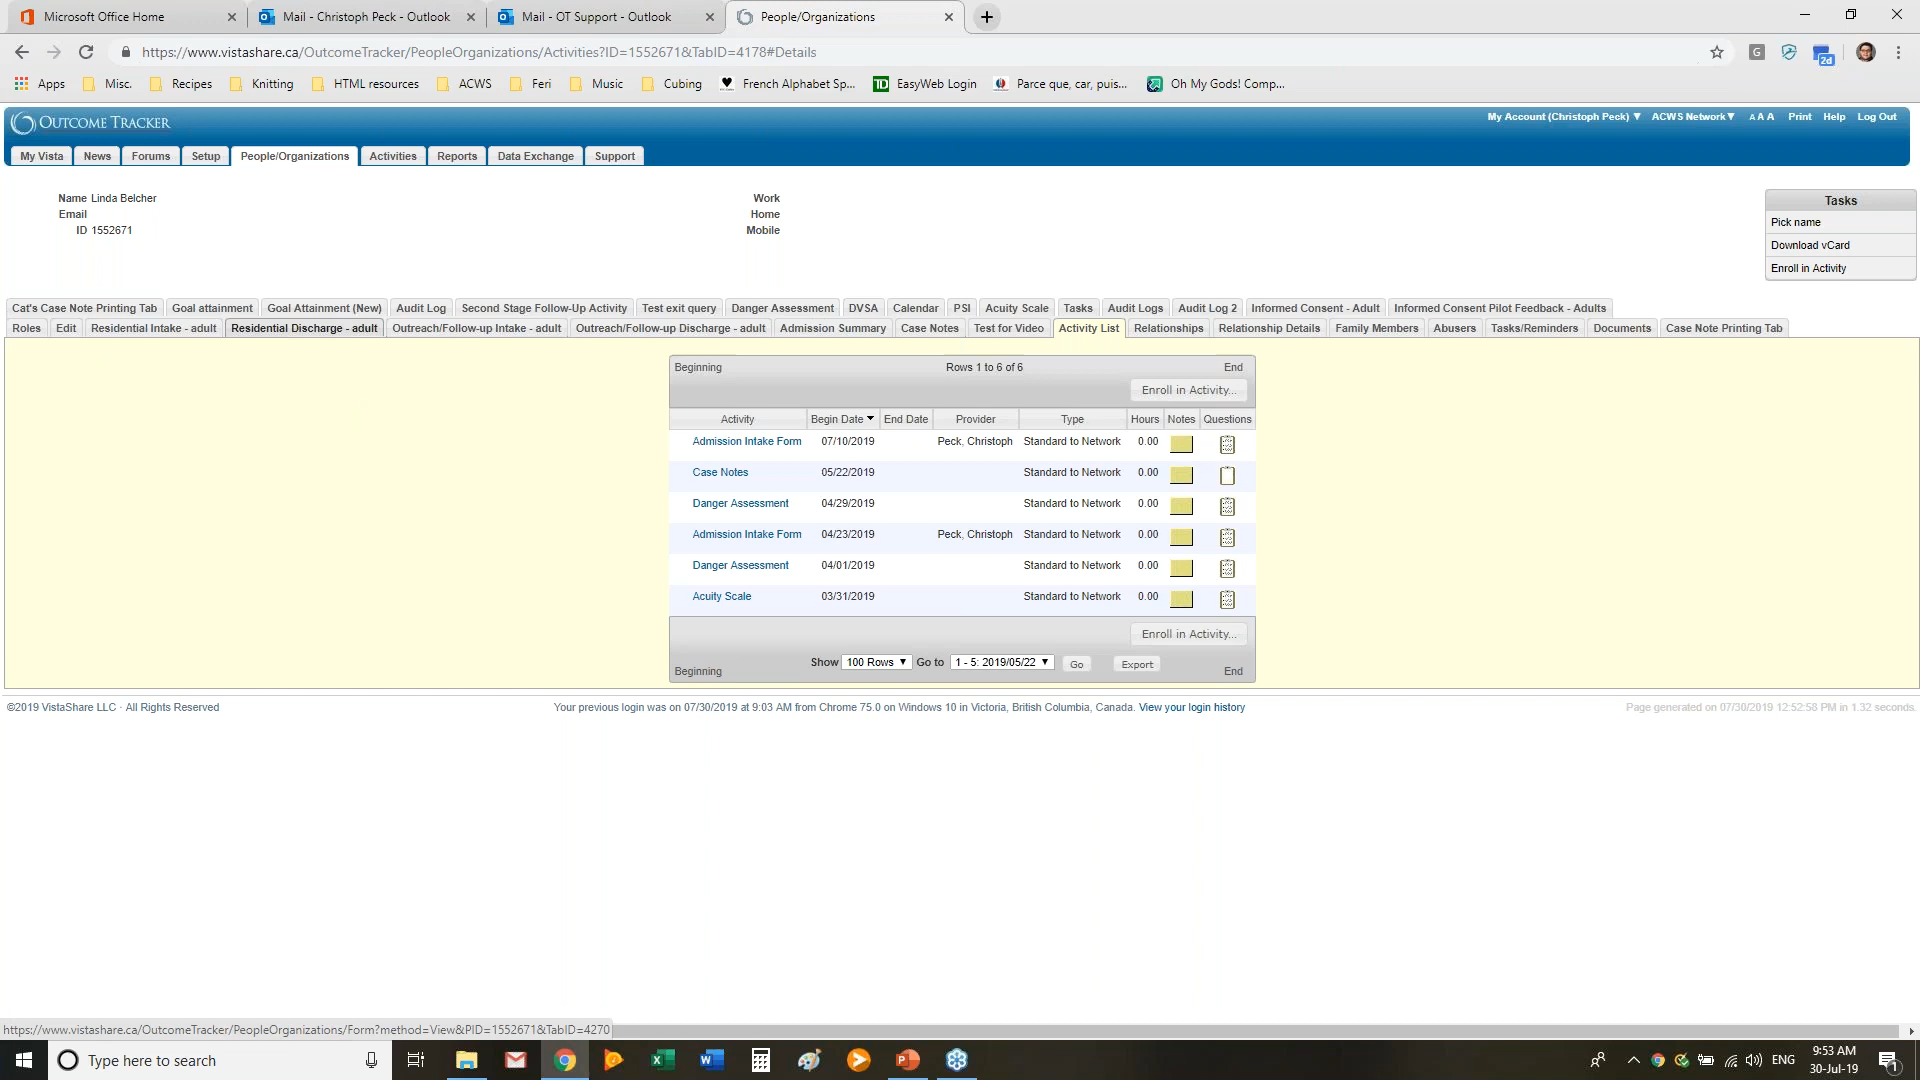 Microsoft Office Home
Mail - Christoph Peck - Outlook
Mail - OT Support - Outlook
People/Organizations
https://www.vistashare.ca/OutcomeTracker/PeopleOrganizations/Activities?ID=1552671&TabID=4178#Details
G
2d
Apps Misc. Recipes Knitting HTML resources ACWS Feri Music Cubing French Alphabet Sp... EasyWeb Login Parce que, car, puis... Oh My Gods! Comp...
OUTCOME TRACKER
My Account (Christoph Peck) ▼ ACWS Network▼ A A A Print Help Log Out
My Vista News Forums Setup People/Organizations Activities Reports Data Exchange Support
Name Linda Belcher
Email
ID 1552671
Work
Home
Mobile
Tasks
Pick name
Download vCard
Enroll in Activity
Cat's Case Note Printing Tab Goal attainment Goal Attainment (New) Audit Log Second Stage Follow-Up Activity Test exit query Danger Assessment DVSA Calendar PSI Acuity Scale Tasks Audit Logs Audit Log 2 Informed Consent - Adult Informed Consent Pilot Feedback - Adults
Roles Edit Residential Intake - adult Residential Discharge - adult Outreach/Follow-up Intake - adult Outreach/Follow-up Discharge - adult Admission Summary Case Notes Test for Video Activity List Relationships Relationship Details Family Members Abusers Tasks/Reminders Documents Case Note Printing Tab
Beginning Rows 1 to 6 of 6 End
Enroll in Activity...
Activity Begin Date End Date Provider Type Hours Notes Questions
Admission Intake Form 07/10/2019 Peck, Christoph Standard to Network 0.00
Case Notes 05/22/2019 Standard to Network 0.00
Danger Assessment 04/29/2019 Standard to Network 0.00
Admission Intake Form 04/23/2019 Peck, Christoph Standard to Network 0.00
Danger Assessment 04/01/2019 Standard to Network 0.00
Acuity Scale 03/31/2019 Standard to Network 0.00
Enroll in Activity...
Show 100 Rows ▼ Go to 1 - 5: 2019/05/22 ▼ Go Export
Beginning End
©2019 VistaShare LLC · All Rights Reserved
Your previous login was on 07/30/2019 at 9:03 AM from Chrome 75.0 on Windows 10 in Victoria, British Columbia, Canada. View your login history
Page generated on 07/30/2019 12:52:58 PM in 1.32 seconds.
https://www.vistashare.ca/OutcomeTracker/PeopleOrganizations/Form?method=View&PID=1552671&TabID=4270
Type here to search
ENG
9:53 AM
30-Jul-19
1